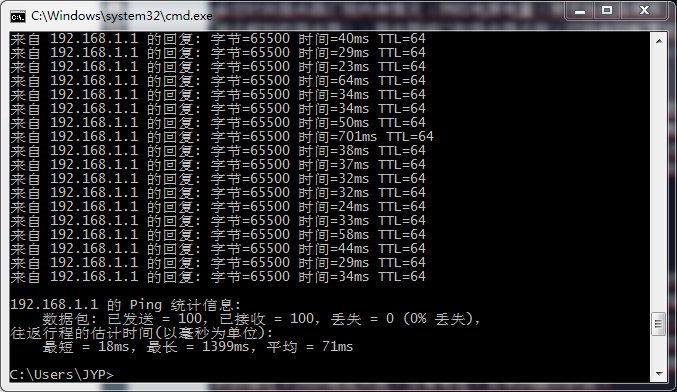 C:\Windows\system32\cmd.exe
来自 192.168.1.1 的回复: 字节=65500 时间=40ms TTL=64
来自 192.168.1.1 的回复: 字节=65500 时间=29ms TTL=64
来自 192.168.1.1 的回复: 字节=65500 时间=23ms TTL=64
来自 192.168.1.1 的回复: 字节=65500 时间=64ms TTL=64
来自 192.168.1.1 的回复: 字节=65500 时间=34ms TTL=64
来自 192.168.1.1 的回复: 字节=65500 时间=34ms TTL=64
来自 192.168.1.1 的回复: 字节=65500 时间=50ms TTL=64
来自 192.168.1.1 的回复: 字节=65500 时间=701ms TTL=64
来自 192.168.1.1 的回复: 字节=65500 时间=38ms TTL=64
来自 192.168.1.1 的回复: 字节=65500 时间=37ms TTL=64
来自 192.168.1.1 的回复: 字节=65500 时间=32ms TTL=64
来自 192.168.1.1 的回复: 字节=65500 时间=32ms TTL=64
来自 192.168.1.1 的回复: 字节=65500 时间=24ms TTL=64
来自 192.168.1.1 的回复: 字节=65500 时间=33ms TTL=64
来自 192.168.1.1 的回复: 字节=65500 时间=58ms TTL=64
来自 192.168.1.1 的回复: 字节=65500 时间=44ms TTL=64
来自 192.168.1.1 的回复: 字节=65500 时间=29ms TTL=64
来自 192.168.1.1 的回复: 字节=65500 时间=34ms TTL=64
192.168.1.1 的 Ping 统计信息:
数据包: 已发送 = 100，已接收 = 100，丢失 = 0 (0% 丢失)，
往返行程的估计时间(以毫秒为单位):
最短 = 18ms，最长 = 1399ms，平均 = 71ms
C:\Users\JYP>